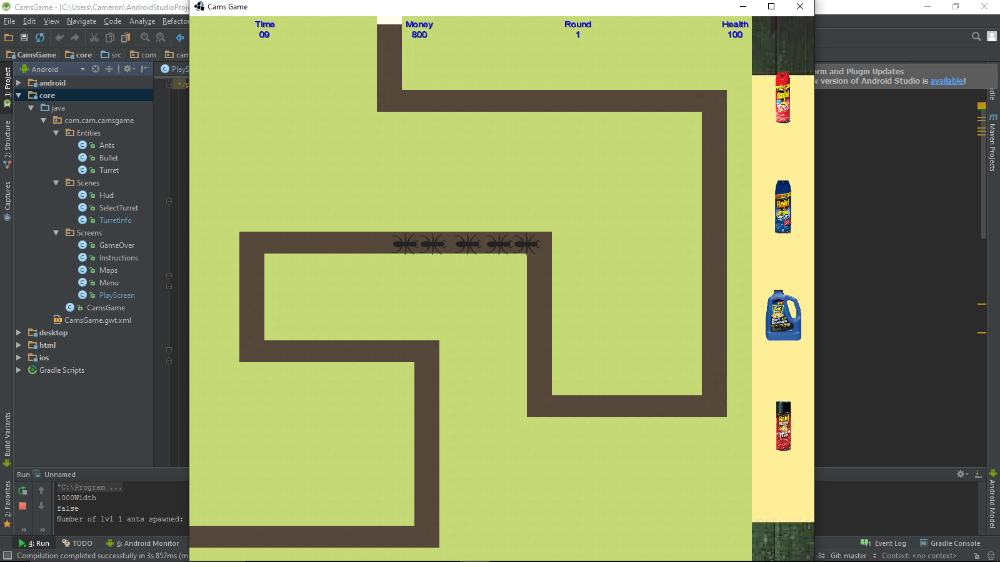 CamsGame - [C:\Users\Cameron\AndroidStudioProj
Cams Game
File Edit View Navigate Code Analyze Refactor
CamsGame core src com cam
Android
PlayS
android
core
java
com.cam.camsgame
Entities
Ants
Bullet
Turret
Scenes
Hud
SelectTurret
TurretInfo
Screens
GameOver
Instructions
Maps
Menu
PlayScreen
CamsGame
CamsGame.gwt.xml
desktop
html
ios
Gradle Scripts
1: Project
7: Structure
Captures
Build Variants
2: Favorites
Time
09
Money
800
Round
1
Health
100
Raid
Raid
Raid
Raid
orm and Plugin Updates
w version of Android Studio is available!
dle
Maven Projects
Android Model
Run Unnamed
"C:\Program ...
1000Width
false
Number of lvl 1 ants spawned:
4: Run TODO 6: Android Monitor
1 Event Log Gradle Console
Compilation completed successfully in 3s 857ms (m
-8 Git: master Context: <no context>